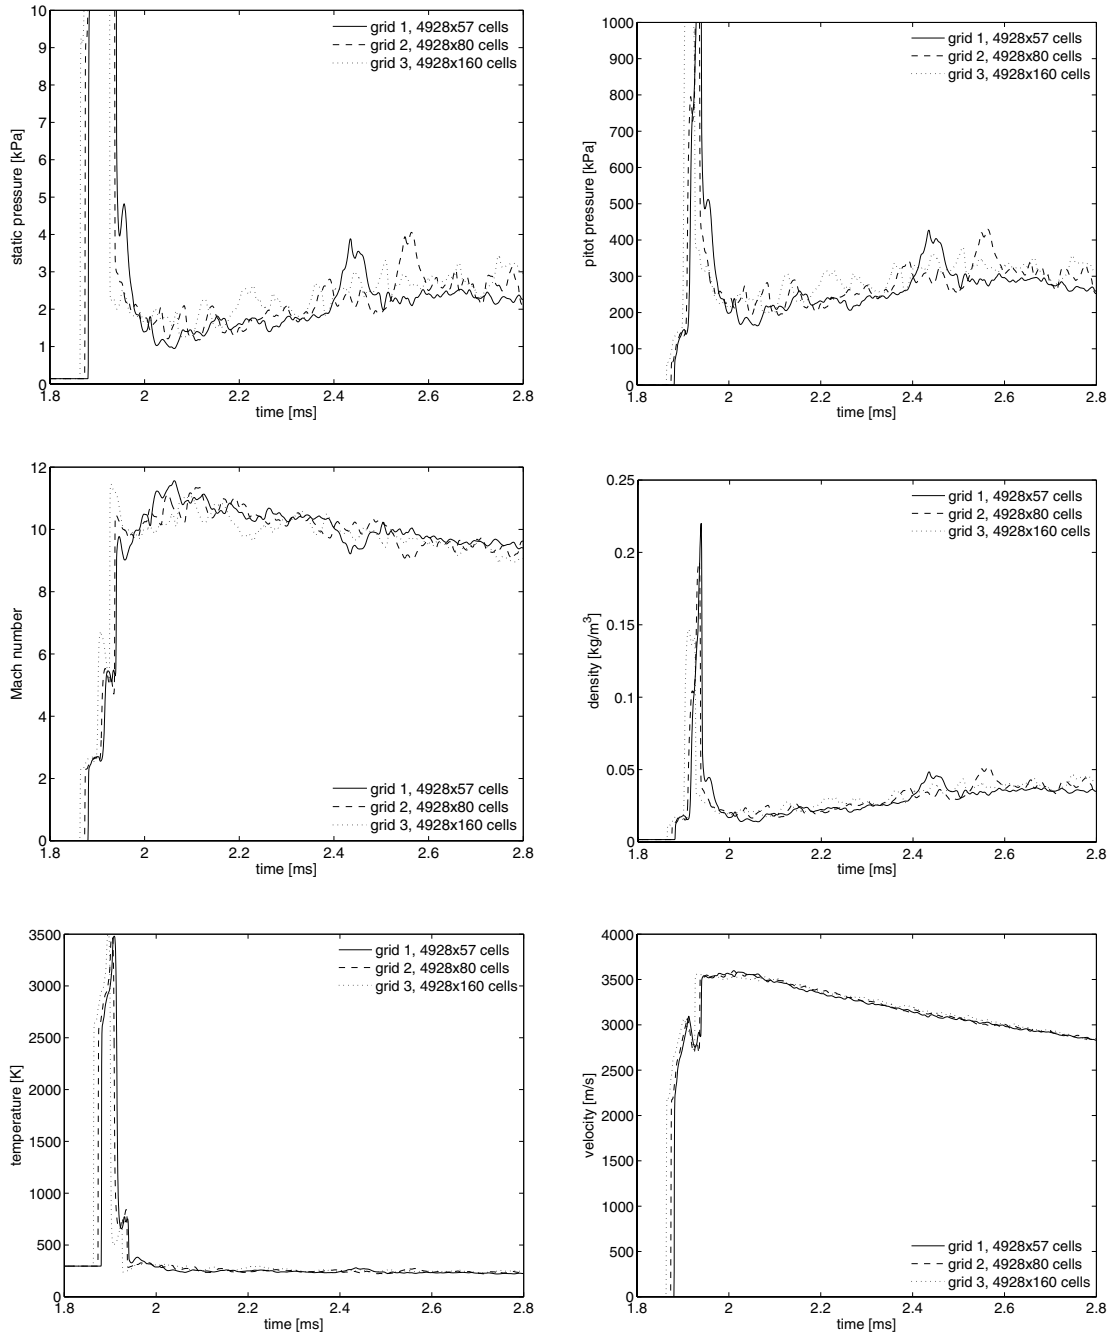 static pressure [kPa]
10
9
8
7
6
5
4
3
2
1
0
grid 1, 4928x57 cells
grid 2, 4928x80 cells
grid 3, 4928x160 cells
1.8 2 2.2 2.4 2.6 2.8
time [ms]
pitot pressure [kPa]
1000
900
800
700
600
500
400
300
200
100
0
grid 1, 4928x57 cells
grid 2, 4928x80 cells
grid 3, 4928x160 cells
1.8 2 2.2 2.4 2.6 2.8
time [ms]
Mach number
12
10
8
6
4
2
0
grid 1, 4928x57 cells
grid 2, 4928x80 cells
grid 3, 4928x160 cells
1.8 2 2.2 2.4 2.6 2.8
time [ms]
density [kg/m³]
0.25
0.2
0.15
0.1
0.05
0
grid 1, 4928x57 cells
grid 2, 4928x80 cells
grid 3, 4928x160 cells
1.8 2 2.2 2.4 2.6 2.8
time [ms]
temperature [K]
3500
3000
2500
2000
1500
1000
500
0
grid 1, 4928x57 cells
grid 2, 4928x80 cells
grid 3, 4928x160 cells
1.8 2 2.2 2.4 2.6 2.8
time [ms]
velocity [m/s]
4000
3500
3000
2500
2000
1500
1000
500
0
grid 1, 4928x57 cells
grid 2, 4928x80 cells
grid 3, 4928x160 cells
1.8 2 2.2 2.4 2.6 2.8
time [ms]